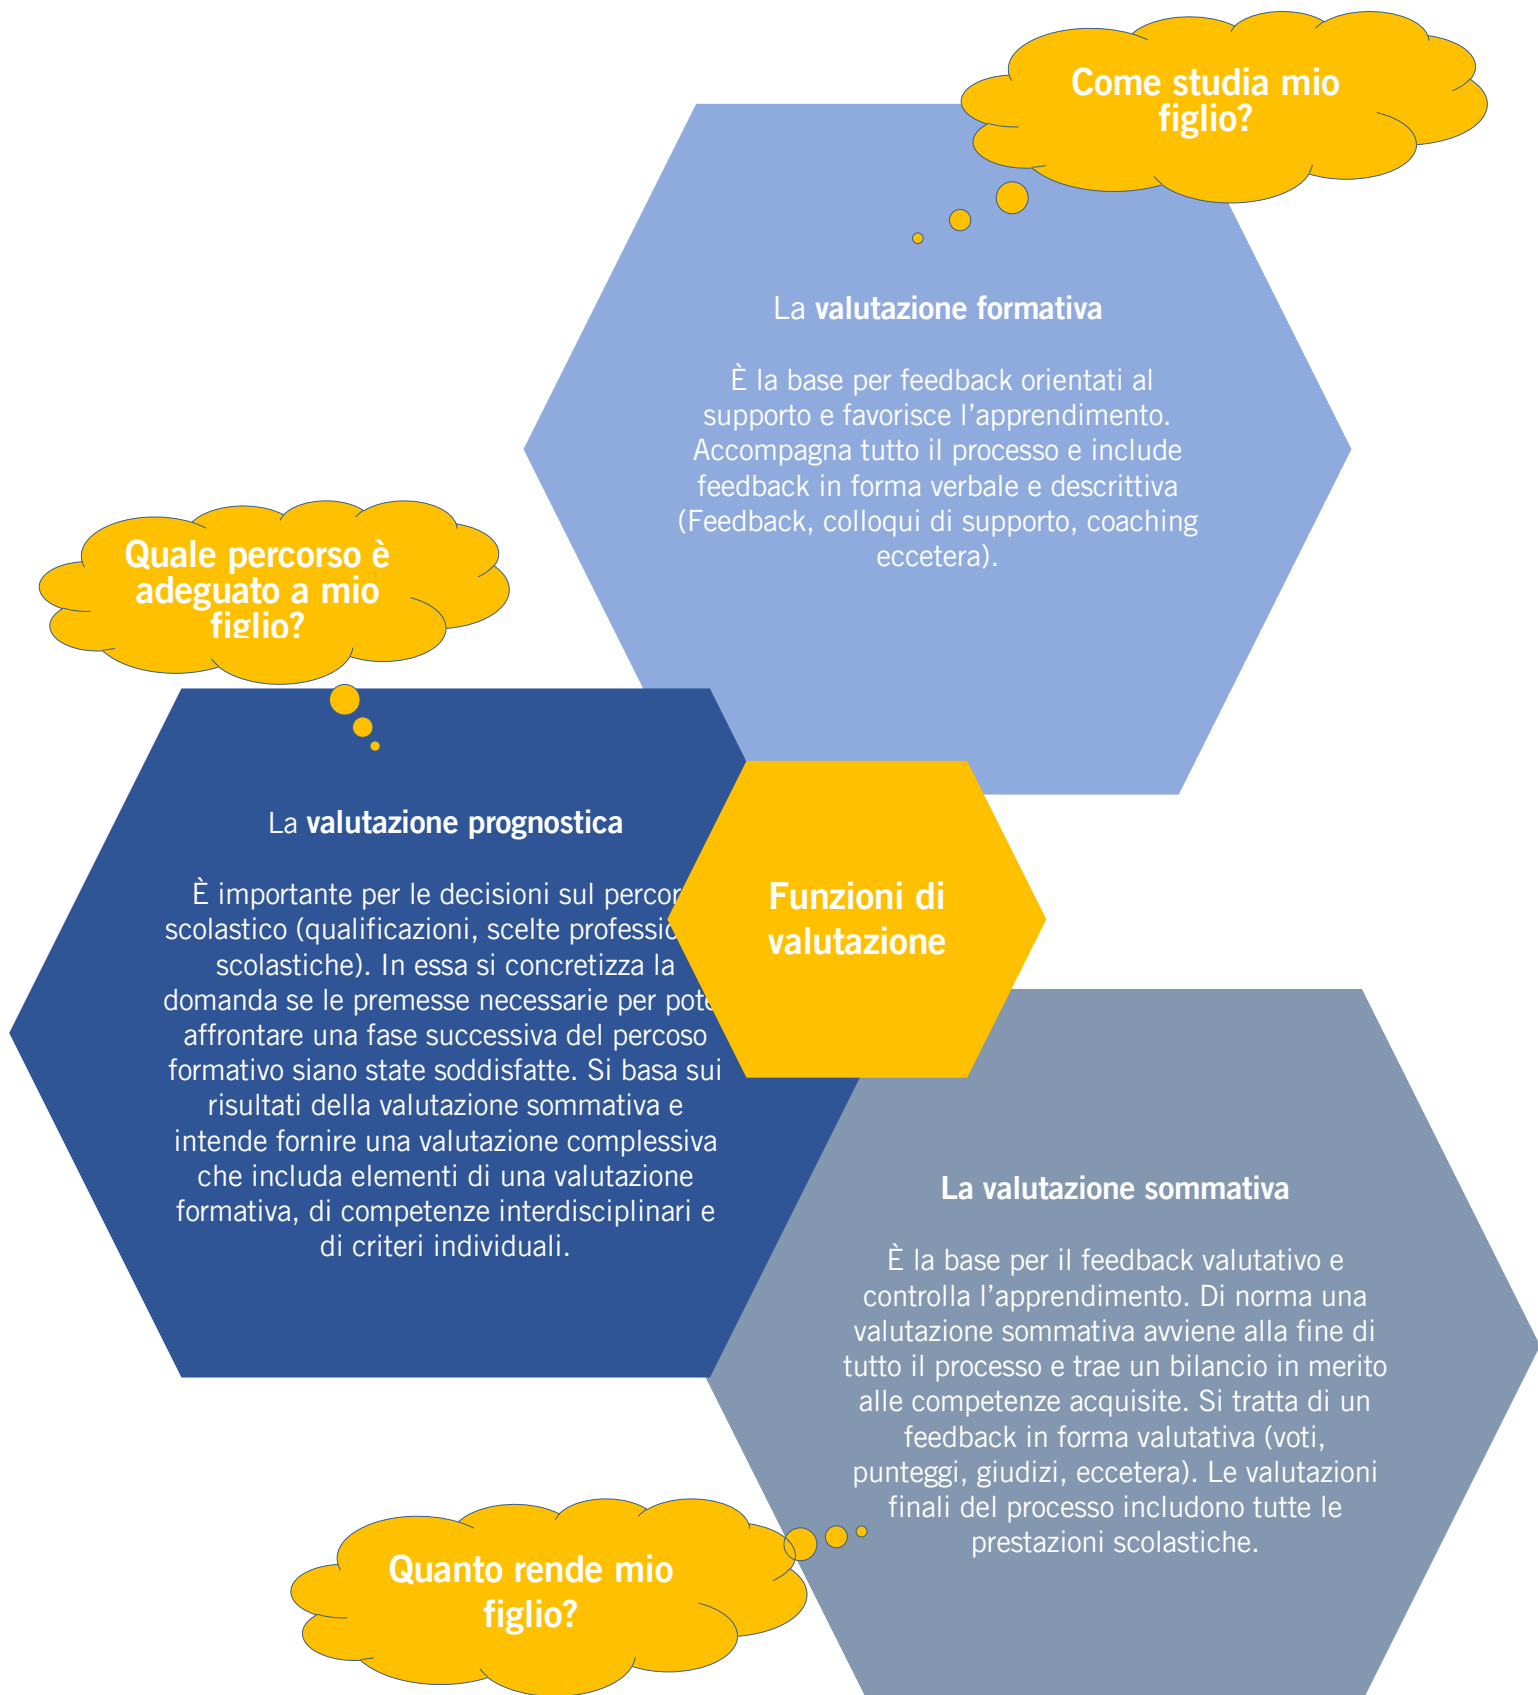 Come studia mio
figlio?
La valutazione formativa
È la base per feedback orientati al
supporto e favorisce l’apprendimento.
Accompagna tutto il processo e include
feedback in forma verbale e descrittiva
(Feedback, colloqui di supporto, coaching
eccetera).
Quale percorso è
adeguato a mio
figlio?
La valutazione prognostica
È importante per le decisioni sul
scolastico (qualificazioni, scelte
scolastiche). In essa si concretizza la
domanda se le premesse necessarie per
affrontare una fase successiva del percoso
formativo siano state soddisfatte. Si basa sui
risultati della valutazione sommativa e
intende fornire una valutazione complessiva
che includa elementi di una valutazione
formativa, di competenze interdisciplinari e
di criteri individuali.
Funzioni di
valutazione
La valutazione sommativa
È la base per il feedback valutativo e
controlla l’apprendimento. Di norma una
valutazione sommativa avviene alla fine di
tutto il processo e trae un bilancio in merito
alle competenze acquisite. Si tratta di un
feedback in forma valutativa (voti,
punteggi, giudizi, eccetera). Le valutazioni
finali del processo includono tutte le
prestazioni scolastiche.
Quanto rende mio
figlio?